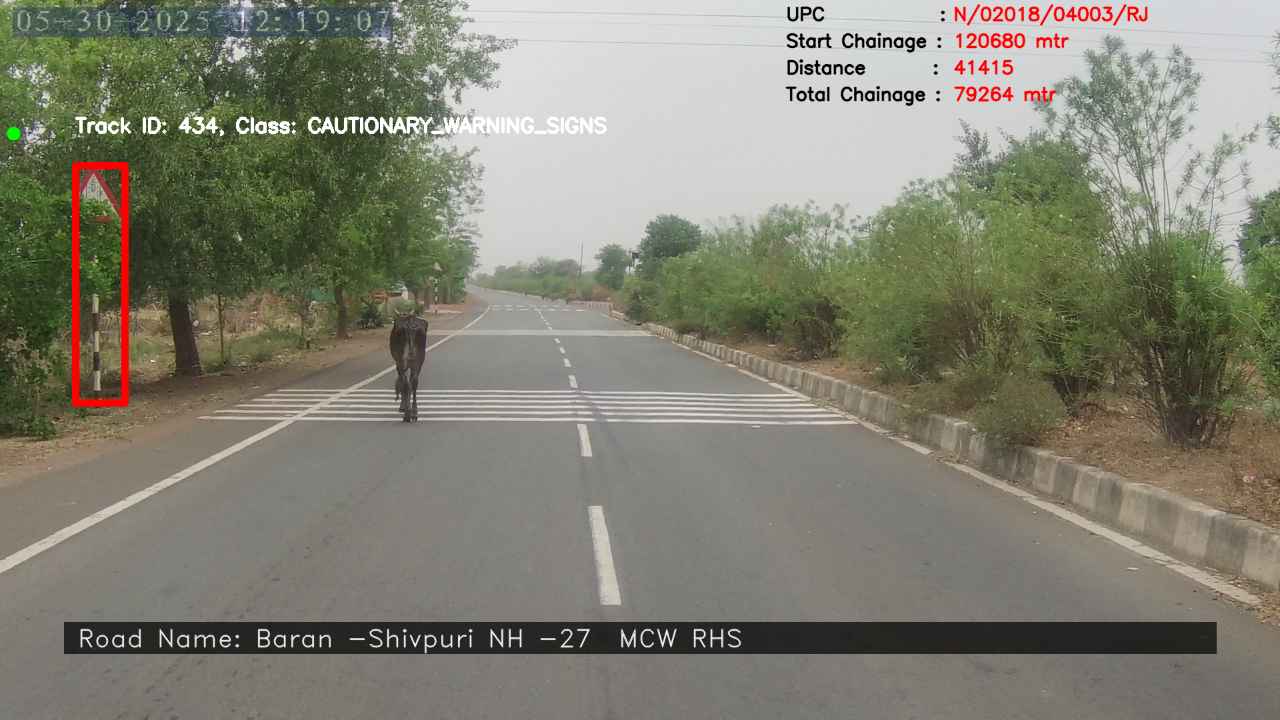 05-30-2025 12:19:07
UPC : N/02018/04003/RJ
Start Chainage : 120680 mtr
Distance : 41415
Total Chainage : 79264 mtr
Track ID: 434, Class: CAUTIONARY_WARNING_SIGNS
Road Name: Baran -Shivpuri NH -27 MCW RHS